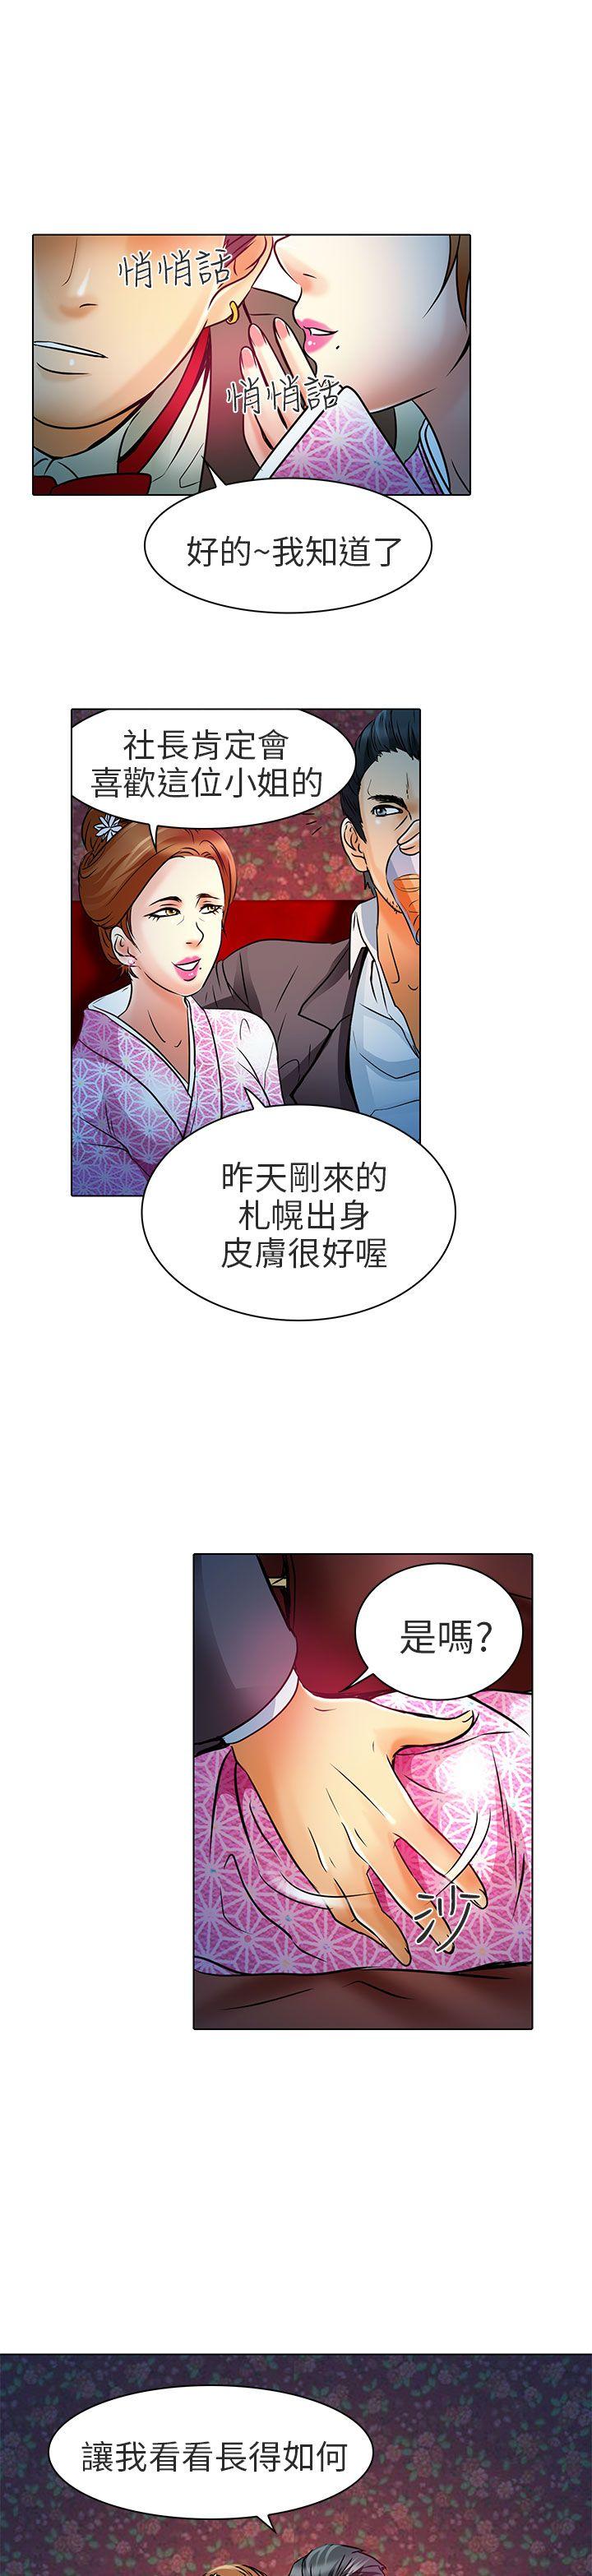 悄悄話
悄悄話
好的~我知道了
社長肯定會
喜歡這位小姐的
昨天剛來的
札幌出身
皮膚很好喔
是嗎?
沙
讓我看看長得如何